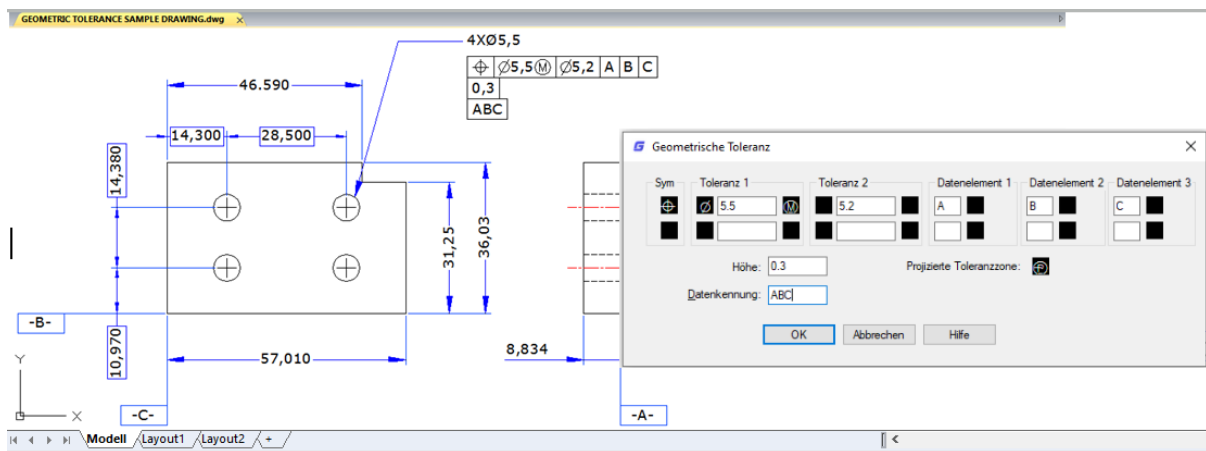 GEOMETRIC TOLERANCE SAMPLE DRAWING.dwg
4XØ5,5
⌖ Ø5,5Ⓜ Ø5,2 A B C
0,3
ABC
46.590
14,300 28,500
14,380
10,970
31,25
36,03
57,010
8,834
-B-
-C-
-A-
Y
X
Geometrische Toleranz
Sym Toleranz 1 Toleranz 2 Datenelement 1 Datenelement 2 Datenelement 3
⌖ Ø 5.5 Ⓜ 5.2 A B C
Höhe: 0.3 Projizierte Toleranzzone: Ⓟ
Datenkennung: ABC
OK Abbrechen Hilfe
Modell Layout1 Layout2 +